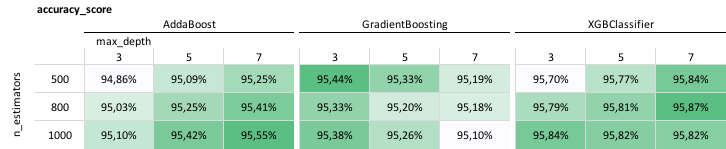 accuracy_score
AddaBoost GradientBoosting XGBClassifier
max_depth
3 5 7 3 5 7 3 5 7
n_estimators
500 94,86% 95,09% 95,25% 95,44% 95,33% 95,19% 95,70% 95,77% 95,84%
800 95,03% 95,25% 95,41% 95,33% 95,20% 95,18% 95,79% 95,81% 95,87%
1000 95,10% 95,42% 95,55% 95,38% 95,26% 95,10% 95,84% 95,82% 95,82%